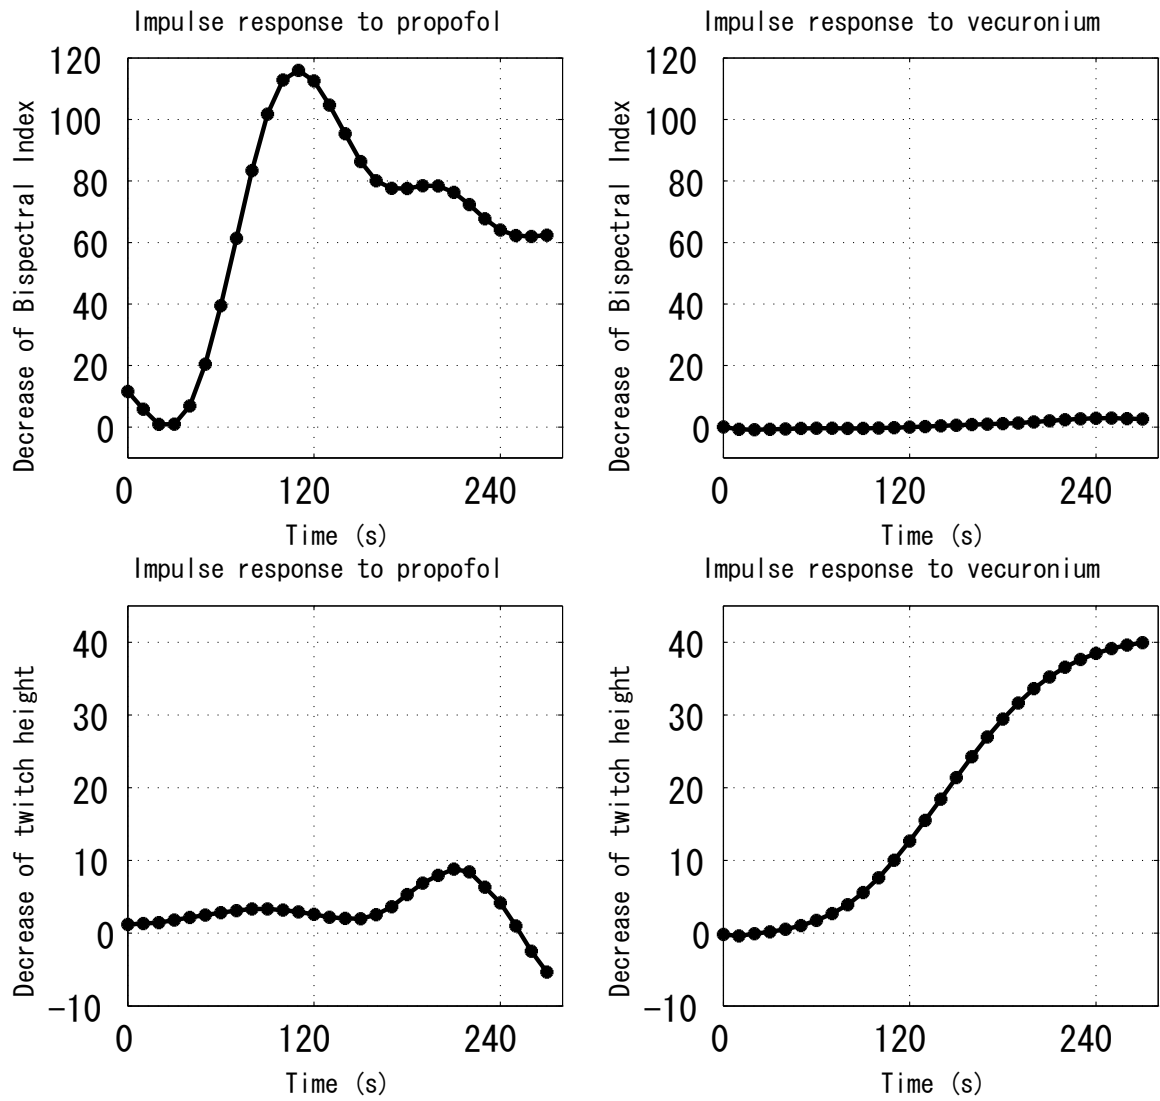 Impulse response to propofol
Decrease of Bispectral Index
120
100
80
60
40
20
0
0 120 240
Time (s)
Impulse response to vecuronium
Decrease of Bispectral Index
120
100
80
60
40
20
0
0 120 240
Time (s)
Impulse response to propofol
Decrease of twitch height
40
30
20
10
0
−10
0 120 240
Time (s)
Impulse response to vecuronium
Decrease of twitch height
40
30
20
10
0
−10
0 120 240
Time (s)